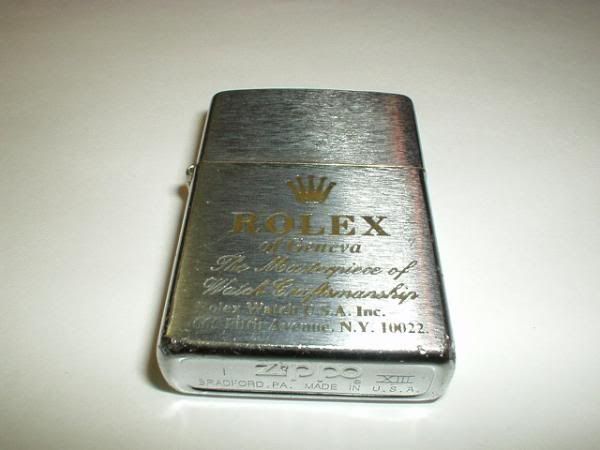 ROLEX
of Geneva
The Masterpiece of
Watch Craftsmanship
Rolex Watch U.S.A. Inc.
Fifth Avenue, N.Y. 10022
I Zippo ® XIII
BRADFORD, PA. MADE IN U.S.A.